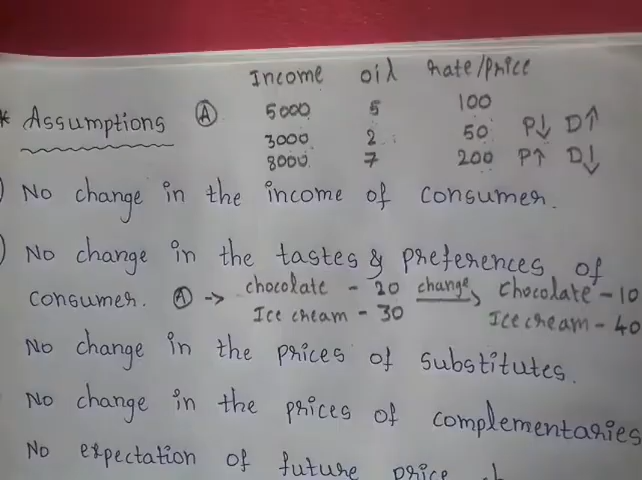 Income oil rate/price
* Assumptions Ⓐ 5000 5 100
3000 2 50 P↓ D↑
8000 7 200 P↑ D↓
No change in the income of consumer.
No change in the tastes & preferences of
consumer. Ⓐ → chocolate - 20 change → chocolate - 10
Ice cream - 30 Ice cream - 40
No change in the prices of substitutes.
No change in the prices of complementaries
No expectation of future price